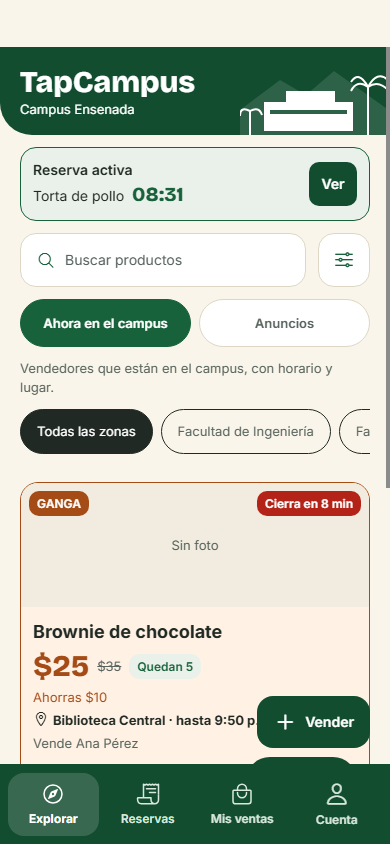 TapCampus
Campus Ensenada
Reserva activa
Torta de pollo 08:31
Ver
Buscar productos
Ahora en el campus
Anuncios
Vendedores que están en el campus, con horario y
lugar.
Todas las zonas
Facultad de Ingeniería
Fa
GANGA
Cierra en 8 min
Sin foto
Brownie de chocolate
$25 $35 Quedan 5
Ahorras $10
Biblioteca Central · hasta 9:50 p.
Vende Ana Pérez
Vender
Explorar
Reservas
Mis ventas
Cuenta